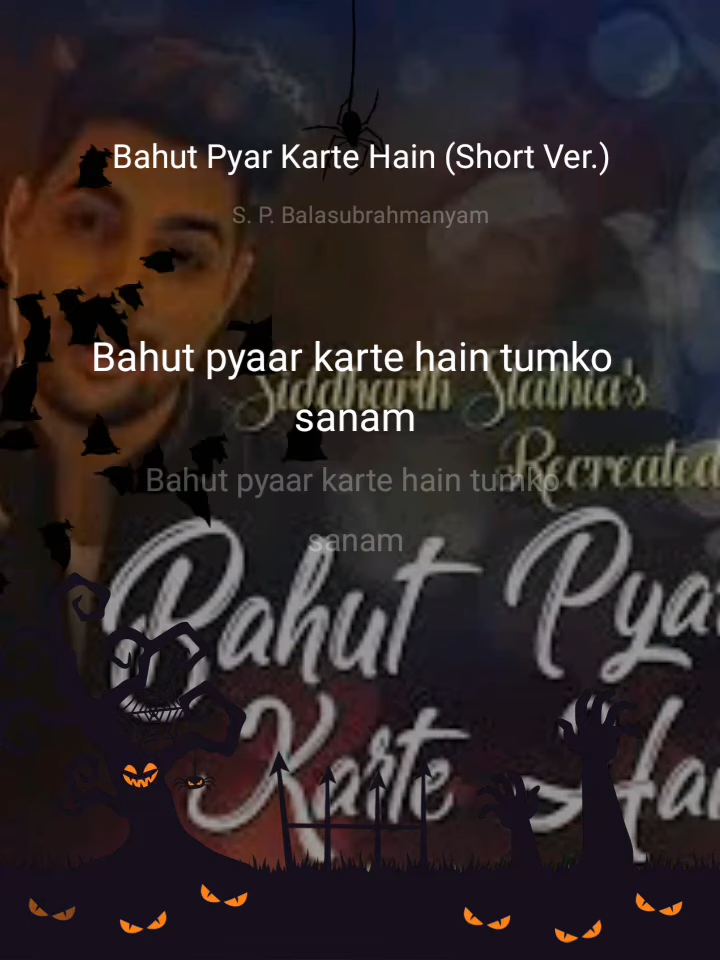 Bahut Pyar Karte Hain (Short Ver.)
S. P. Balasubrahmanyam
Bahut pyaar karte hain tumko
sanam
Siddharth Slathia's
Recreated
Bahut pyaar karte hain tumko
sanam
Bahut Pya
Karte Ha